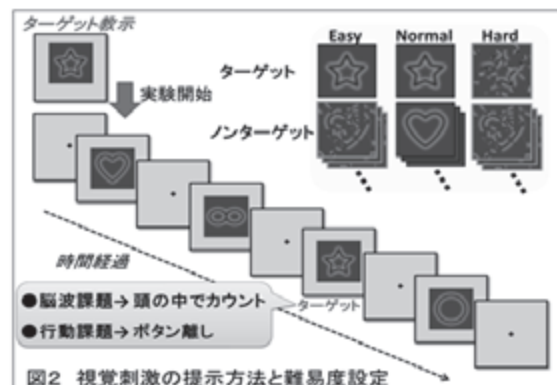 ターゲット教示
実験開始
Easy Normal Hard
ターゲット
ノンターゲット
時間経過
●脳波課題→頭の中でカウント
●行動課題→ボタン離し
ターゲット
図2 視覚刺激の提示方法と難易度設定